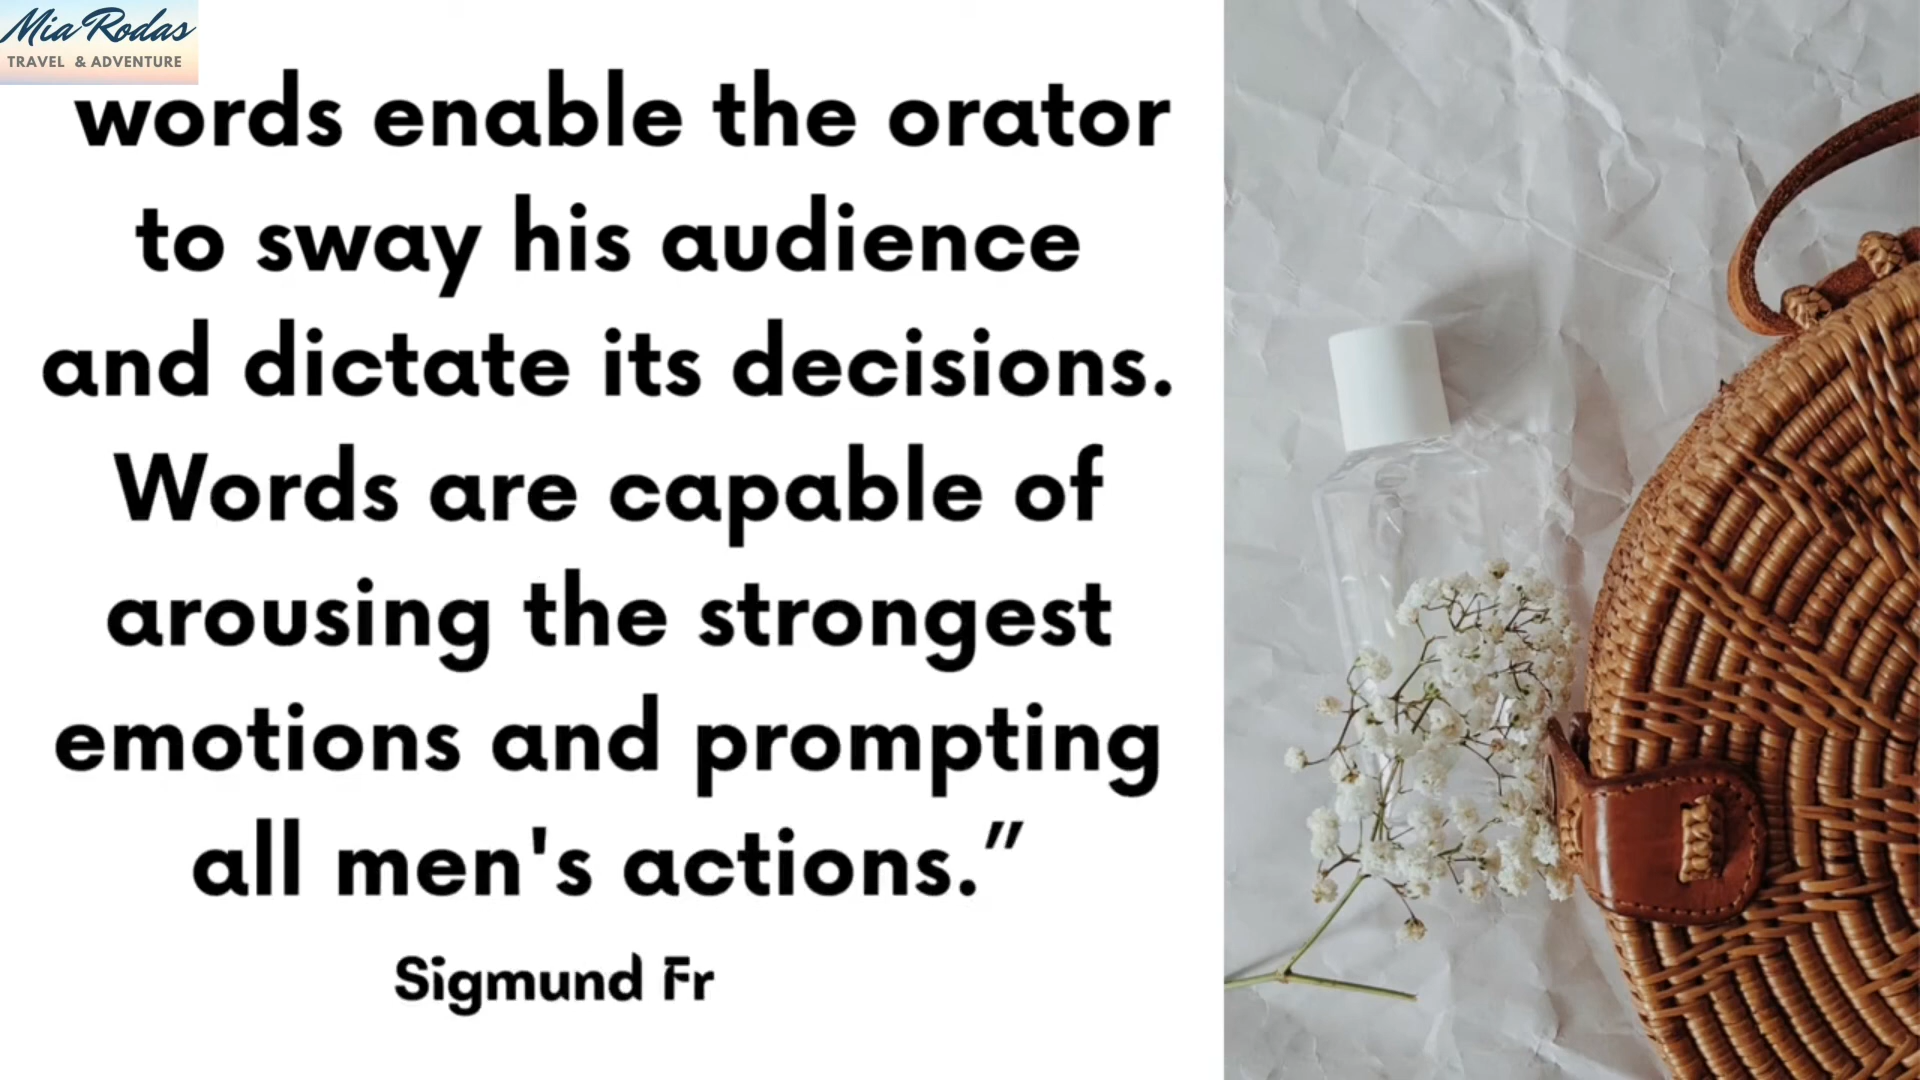 Mia Rodas
TRAVEL & ADVENTURE
words enable the orator
to sway his audience
and dictate its decisions.
Words are capable of
arousing the strongest
emotions and prompting
all men's actions.”
Sigmund Fr